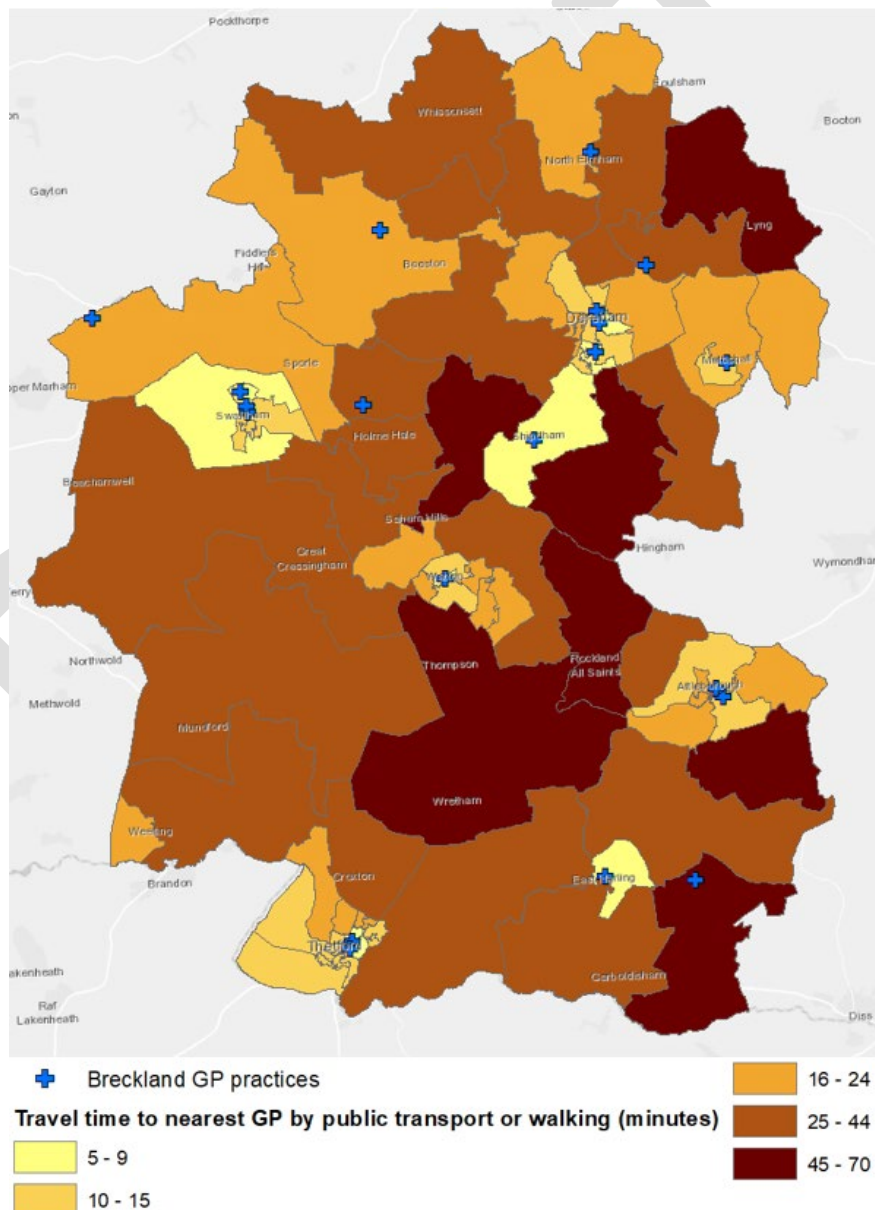 Pockthorpe
Foulsham
Whissonsett
Booton
North Elmham
Gayton
Lyng
Fiddlers
Hill
Beeston
Dereham
Mattishall
Sporle
Upper Marham
Swaffham
Shipdham
Holme Hale
Beachamwell
Saham Hills
Hingham
Great
Cressingham
Wymondham
Watton
Northwold
Thompson
Rockland
All Saints
Attleborough
Methwold
Mundford
Wretham
Weeting
Brandon
Croxton
East Harling
Thetford
Lakenheath
Garboldisham
Raf
Lakenheath
Diss
Breckland GP practices
16 - 24
Travel time to nearest GP by public transport or walking (minutes)
25 - 44
5 - 9
45 - 70
10 - 15